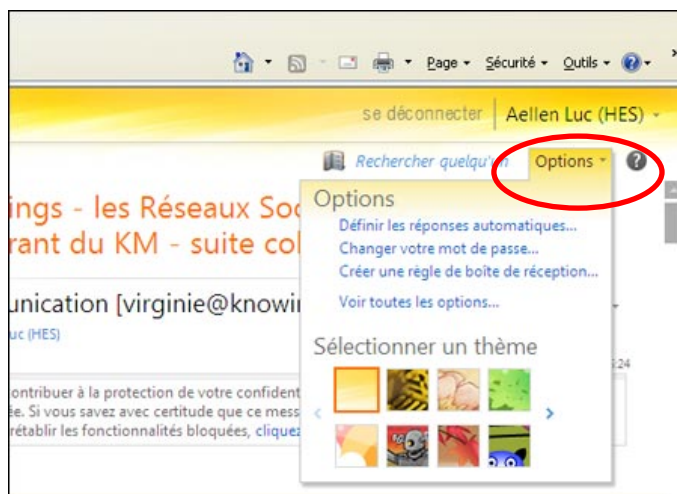 Page Sécurité Outils
se déconnecter Aellen Luc (HES)
Rechercher quelqu'un Options
ings - les Réseaux Soc
rant du KM - suite col
unication [virginie@knowin
uc (HES)
:24
ontribuer à la protection de votre confident
ée. Si vous savez avec certitude que ce mess
rétablir les fonctionnalités bloquées, cliquez
Options
Définir les réponses automatiques...
Changer votre mot de passe...
Créer une règle de boîte de réception...
Voir toutes les options...
Sélectionner un thème